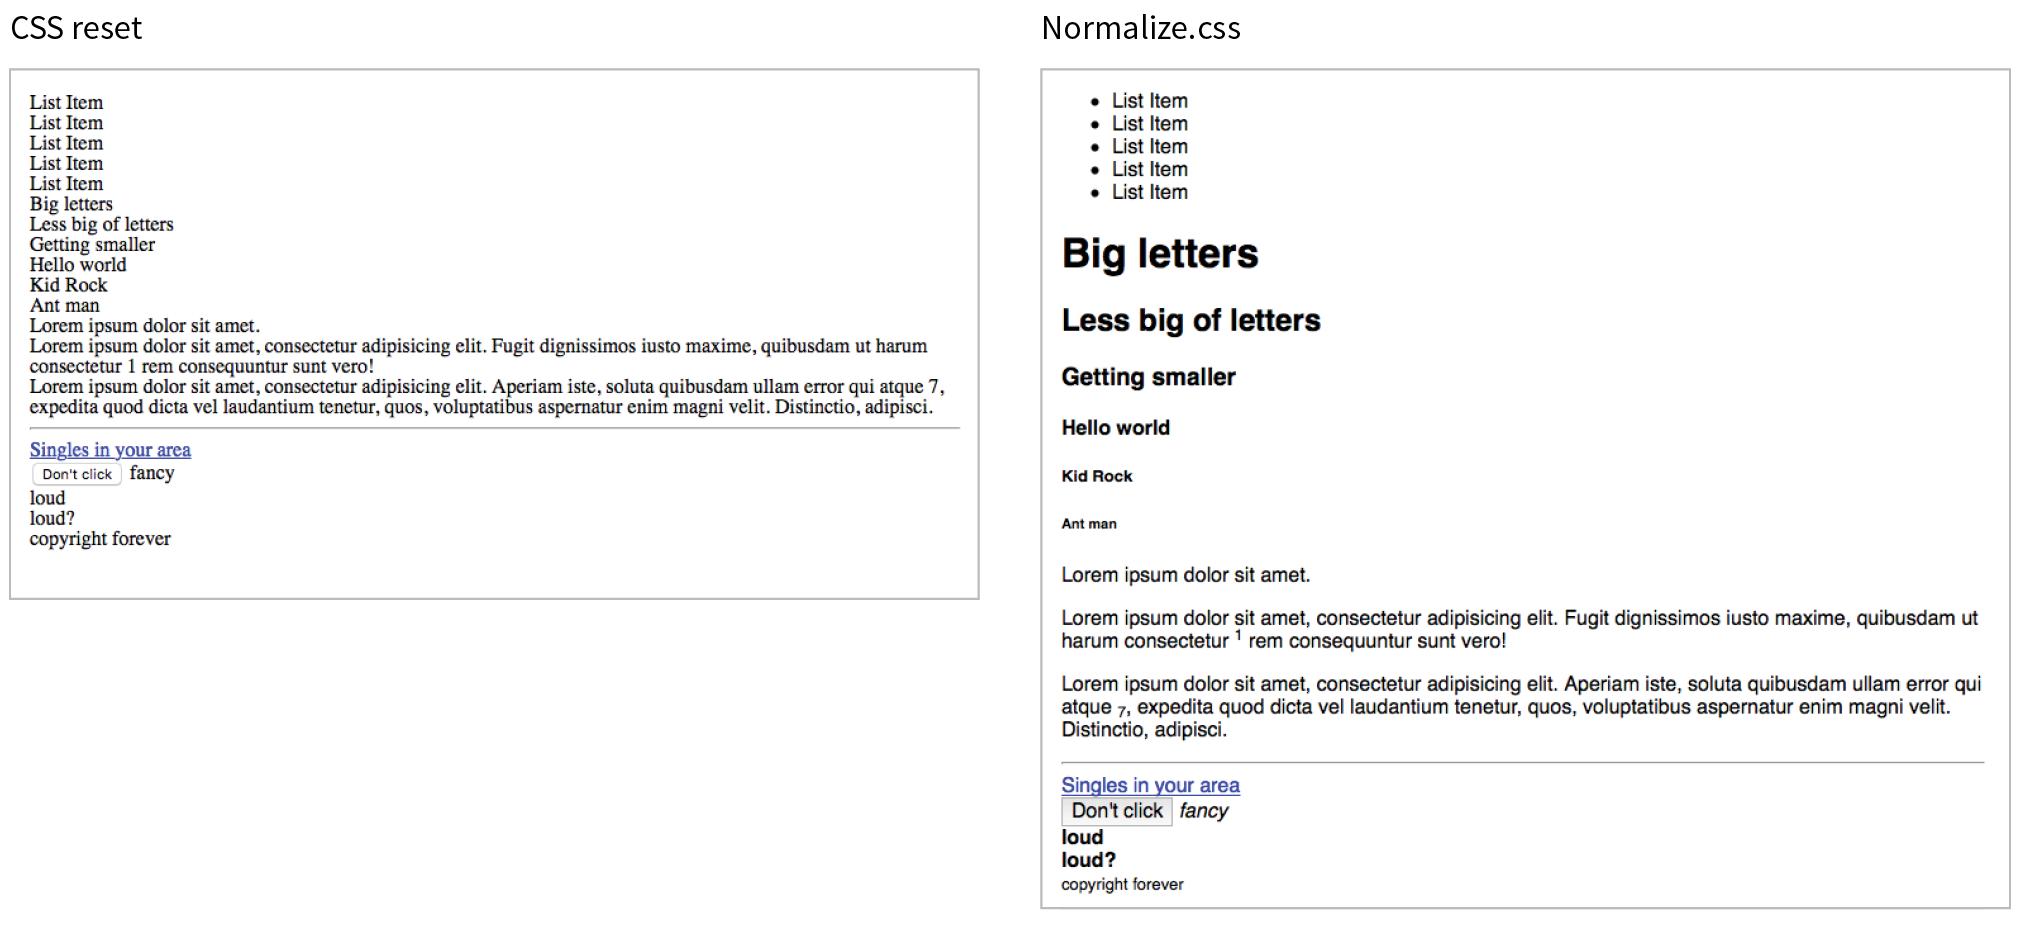 CSS reset
List Item
List Item
List Item
List Item
List Item
Big letters
Less big of letters
Getting smaller
Hello world
Kid Rock
Ant man
Lorem ipsum dolor sit amet.
Lorem ipsum dolor sit amet, consectetur adipisicing elit. Fugit dignissimos iusto maxime, quibusdam ut harum
consectetur 1 rem consequuntur sunt vero!
Lorem ipsum dolor sit amet, consectetur adipisicing elit. Aperiam iste, soluta quibusdam ullam error qui atque 7,
expedita quod dicta vel laudantium tenetur, quos, voluptatibus aspernatur enim magni velit. Distinctio, adipisci.
Singles in your area
Don't click fancy
loud
loud?
copyright forever
Normalize.css
• List Item
• List Item
• List Item
• List Item
• List Item
Big letters
Less big of letters
Getting smaller
Hello world
Kid Rock
Ant man
Lorem ipsum dolor sit amet.
Lorem ipsum dolor sit amet, consectetur adipisicing elit. Fugit dignissimos iusto maxime, quibusdam ut
harum consectetur 1 rem consequuntur sunt vero!
Lorem ipsum dolor sit amet, consectetur adipisicing elit. Aperiam iste, soluta quibusdam ullam error qui
atque 7, expedita quod dicta vel laudantium tenetur, quos, voluptatibus aspernatur enim magni velit.
Distinctio, adipisci.
Singles in your area
Don't click fancy
loud
loud?
copyright forever